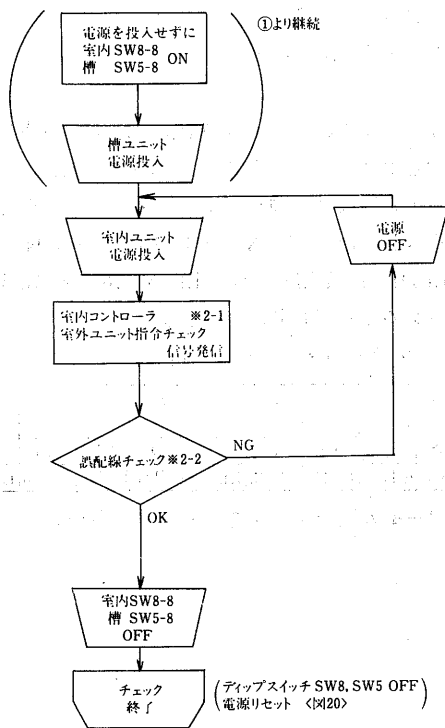 ①より継続
電源を投入せずに
室内 SW8-8 ON
槽 SW5-8
槽ユニット
電源投入
室内ユニット
電源投入
電源
OFF
室内コントローラ ※2-1
室外ユニット指令チェック
信号発信
誤配線チェック※2-2
NG
OK
室内SW8-8
槽 SW5-8
OFF
チェック
終了
(ディップスイッチ SW8, SW5 OFF
電源リセット <図20>)